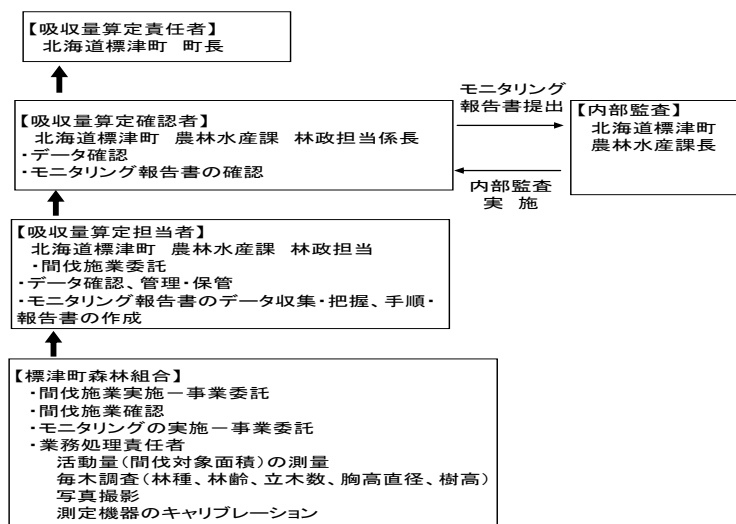 【吸収量算定責任者】
北海道標津町 町長
【吸収量算定確認者】
北海道標津町 農林水産課 林政担当係長
・データ確認
・モニタリング報告書の確認
モニタリング
報告書提出
【内部監査】
北海道標津町
農林水産課長
内部監査
実 施
【吸収量算定担当者】
北海道標津町 農林水産課 林政担当
・間伐施業委託
・データ確認、管理・保管
・モニタリング報告書のデータ収集・把握、手順・
報告書の作成
【標津町森林組合】
・間伐施業実施－事業委託
・間伐施業確認
・モニタリングの実施－事業委託
・業務処理責任者
活動量(間伐対象面積)の測量
毎木調査(林種、林齢、立木数、胸高直径、樹高)
写真撮影
測定機器のキャリブレーション